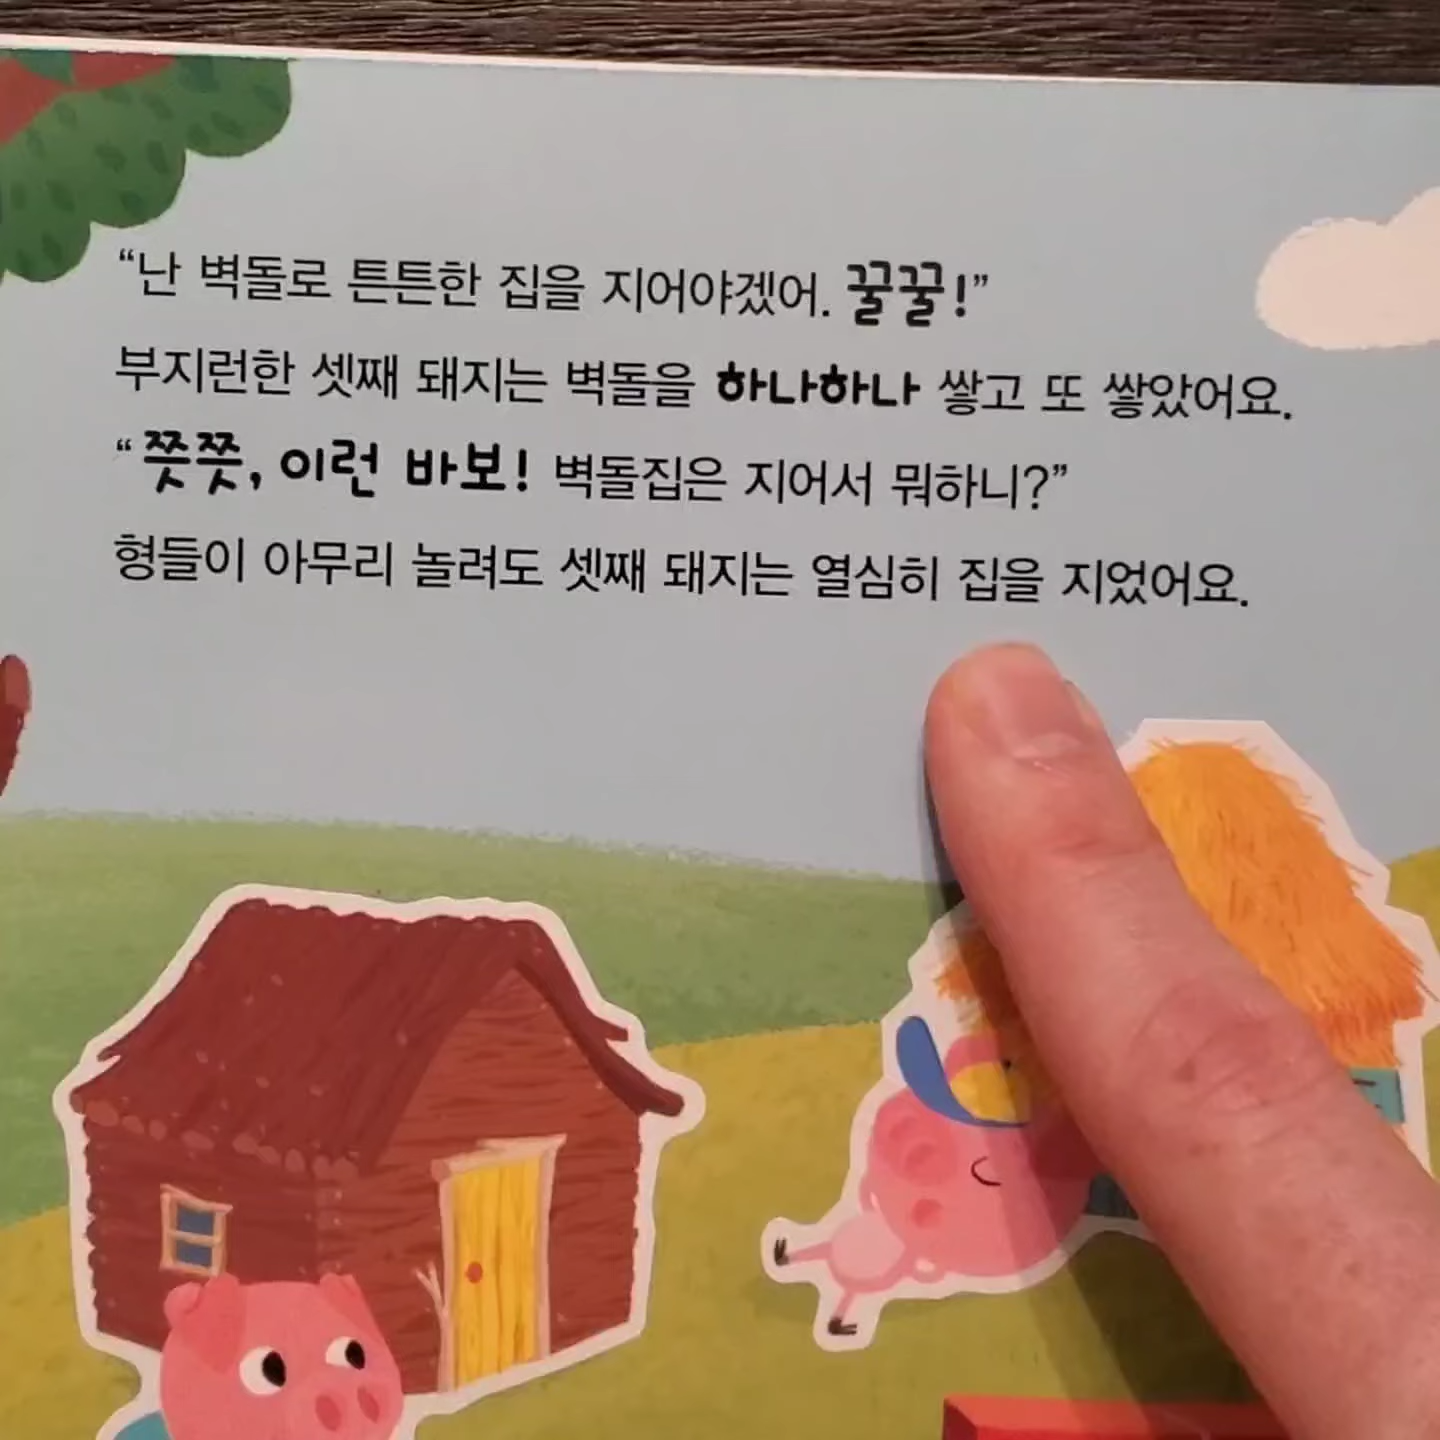 “난 벽돌로 튼튼한 집을 지어야겠어. 꿀꿀!”
부지런한 셋째 돼지는 벽돌을 하나하나 쌓고 또 쌓았어요.
“쯧쯧, 이런 바보! 벽돌집은 지어서 뭐하니?”
형들이 아무리 놀려도 셋째 돼지는 열심히 집을 지었어요.